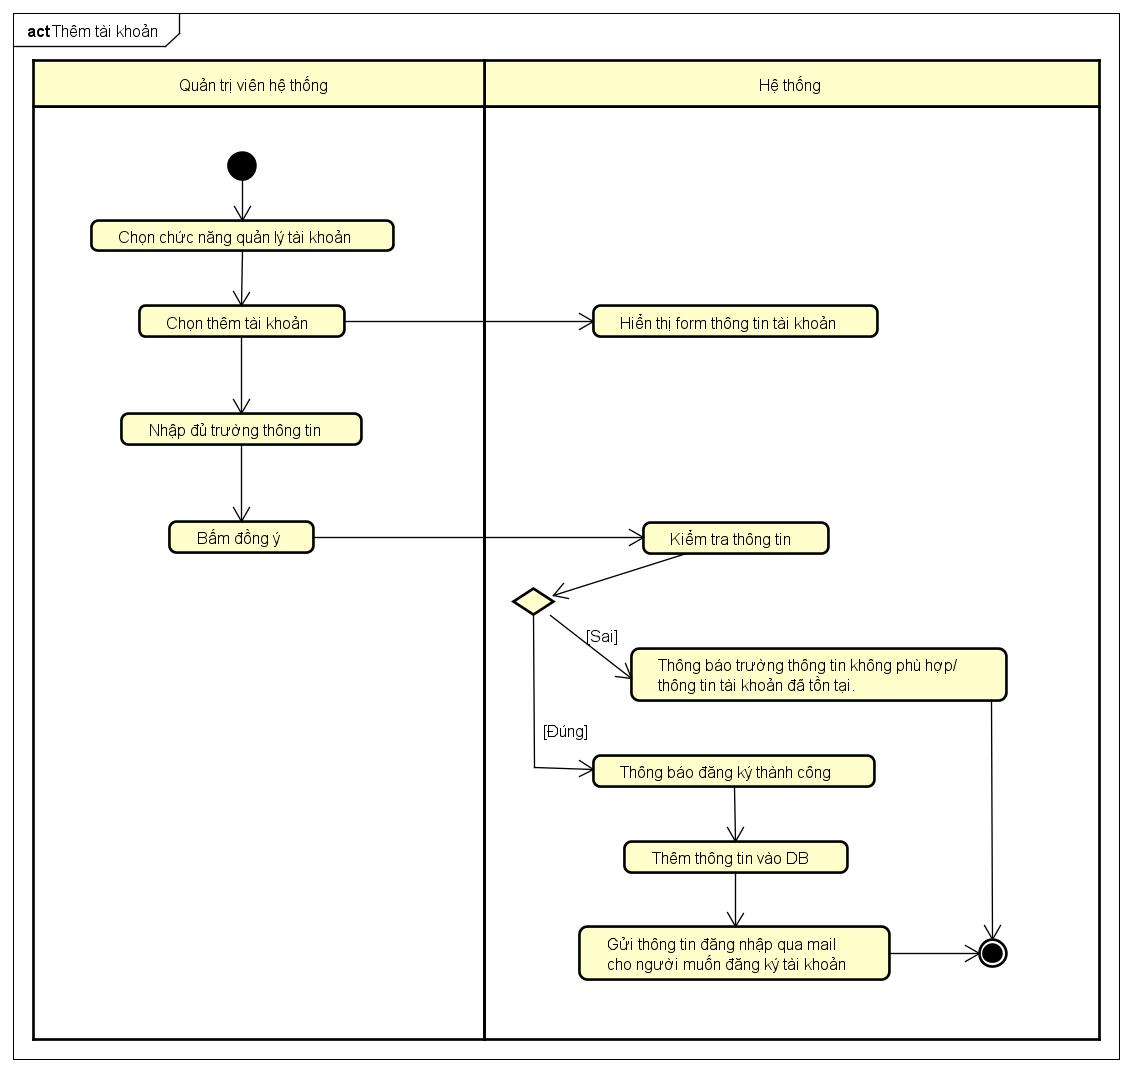 act Thêm tài khoản
Quản trị viên hệ thống
Hệ thống
Chọn chức năng quản lý tài khoản
Chọn thêm tài khoản
Hiển thị form thông tin tài khoản
Nhập đủ trường thông tin
Bấm đồng ý
Kiểm tra thông tin
[Sai]
Thông báo trường thông tin không phù hợp/
thông tin tài khoản đã tồn tại.
[Đúng]
Thông báo đăng ký thành công
Thêm thông tin vào DB
Gửi thông tin đăng nhập qua mail
cho người muốn đăng ký tài khoản